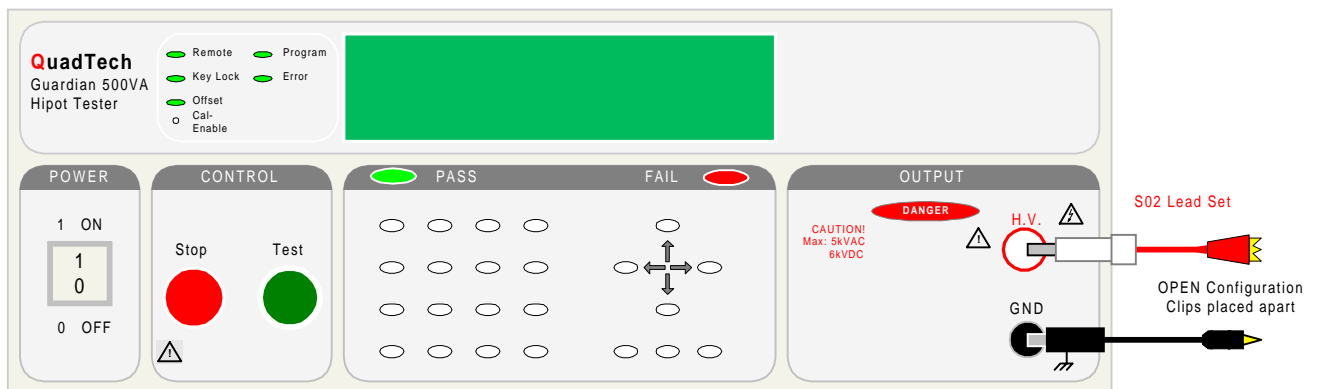 QuadTech
Guardian 500VA
Hipot Tester
Remote
Program
Key Lock
Error
Offset
Cal-
Enable
POWER
1 ON
1
0
0 OFF
CONTROL
Stop
Test
PASS
FAIL
OUTPUT
DANGER
CAUTION!
Max: 5kVAC
6kVDC
H.V.
!
GND
!
S02 Lead Set
OPEN Configuration
Clips placed apart